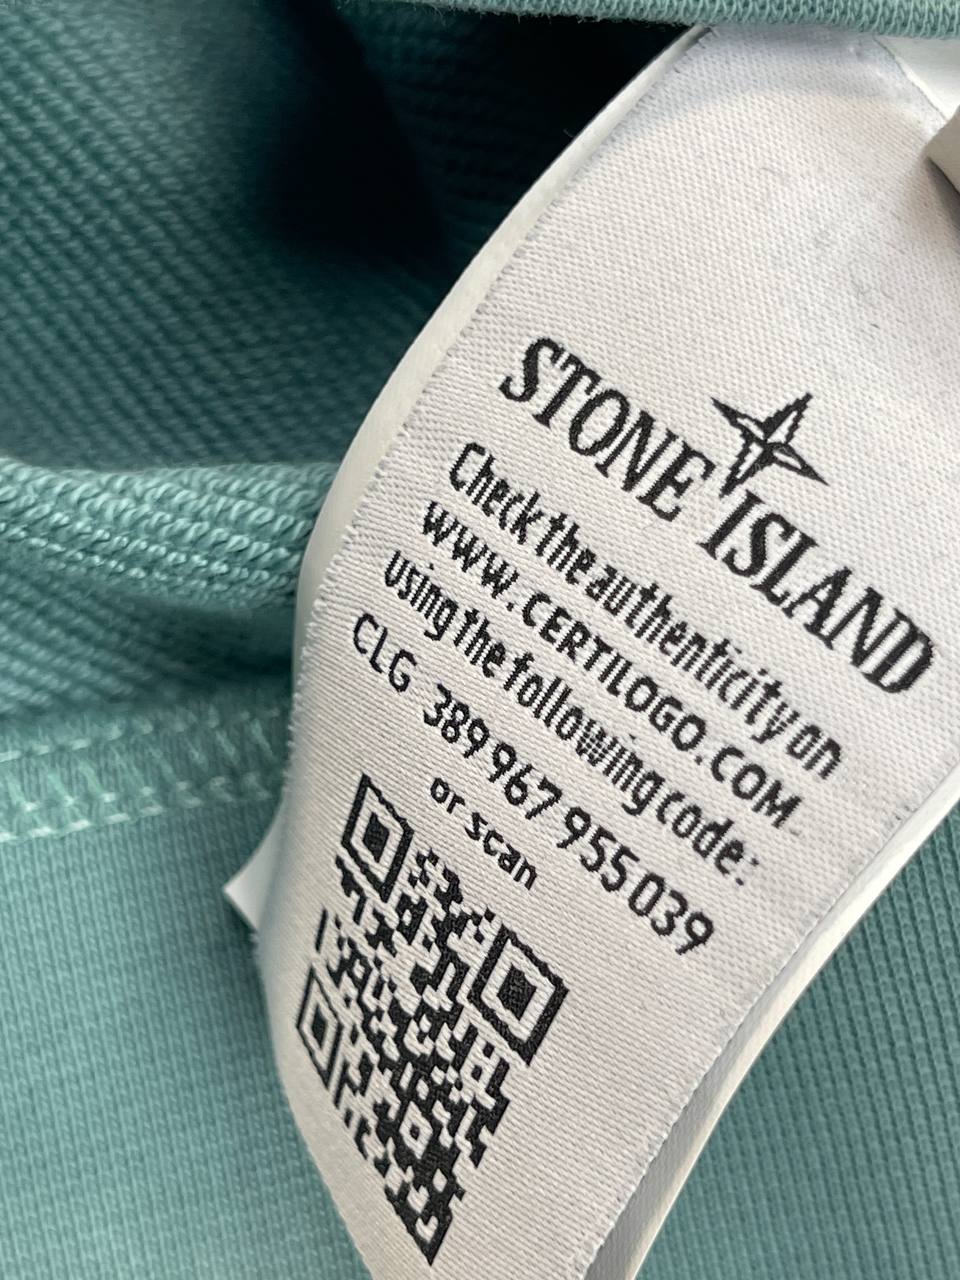 STONE ISLAND
Check the authenticity on
WWW.CERTILOGO.COM
using the following code:
CLG 389 967 955 039
or scan